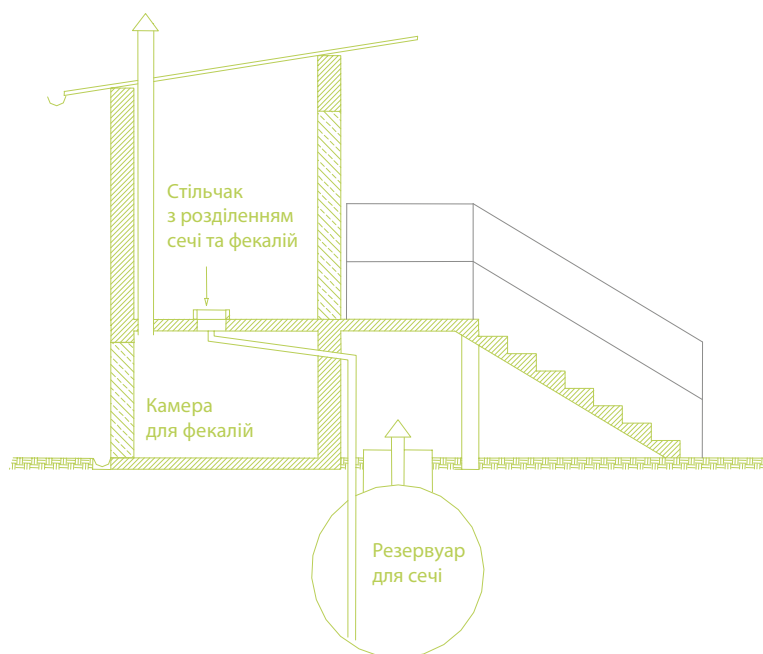 Стільчак
з розділенням
сечі та фекалій
Камера
для фекалій
Резервуар
для сечі